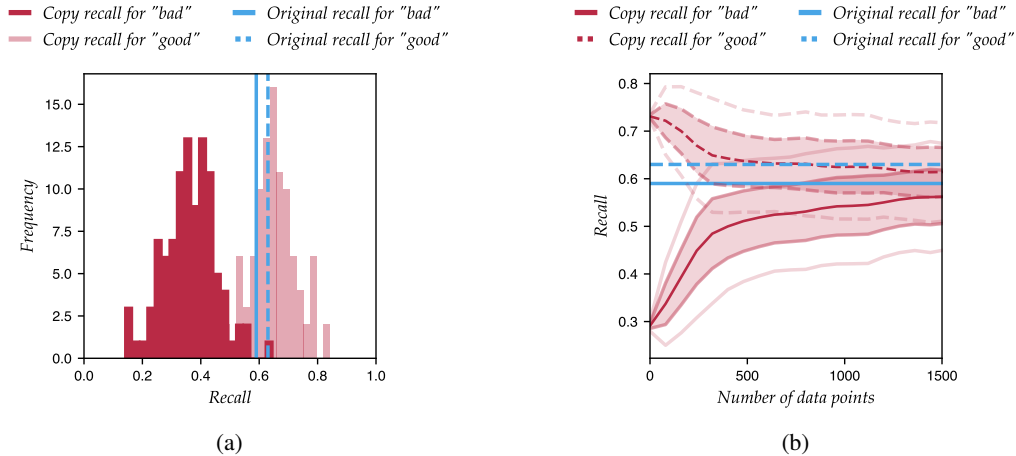 Copy recall for "bad"
Copy recall for "good"
Original recall for "bad"
Original recall for "good"
15.0
12.5
10.0
7.5
5.0
2.5
0.0
Frequency
0.0 0.2 0.4 0.6 0.8 1.0
Recall
(a)
Copy recall for "bad"
Copy recall for "good"
Original recall for "bad"
Original recall for "good"
0.8
0.7
0.6
0.5
0.4
0.3
Recall
0 500 1000 1500
Number of data points
(b)